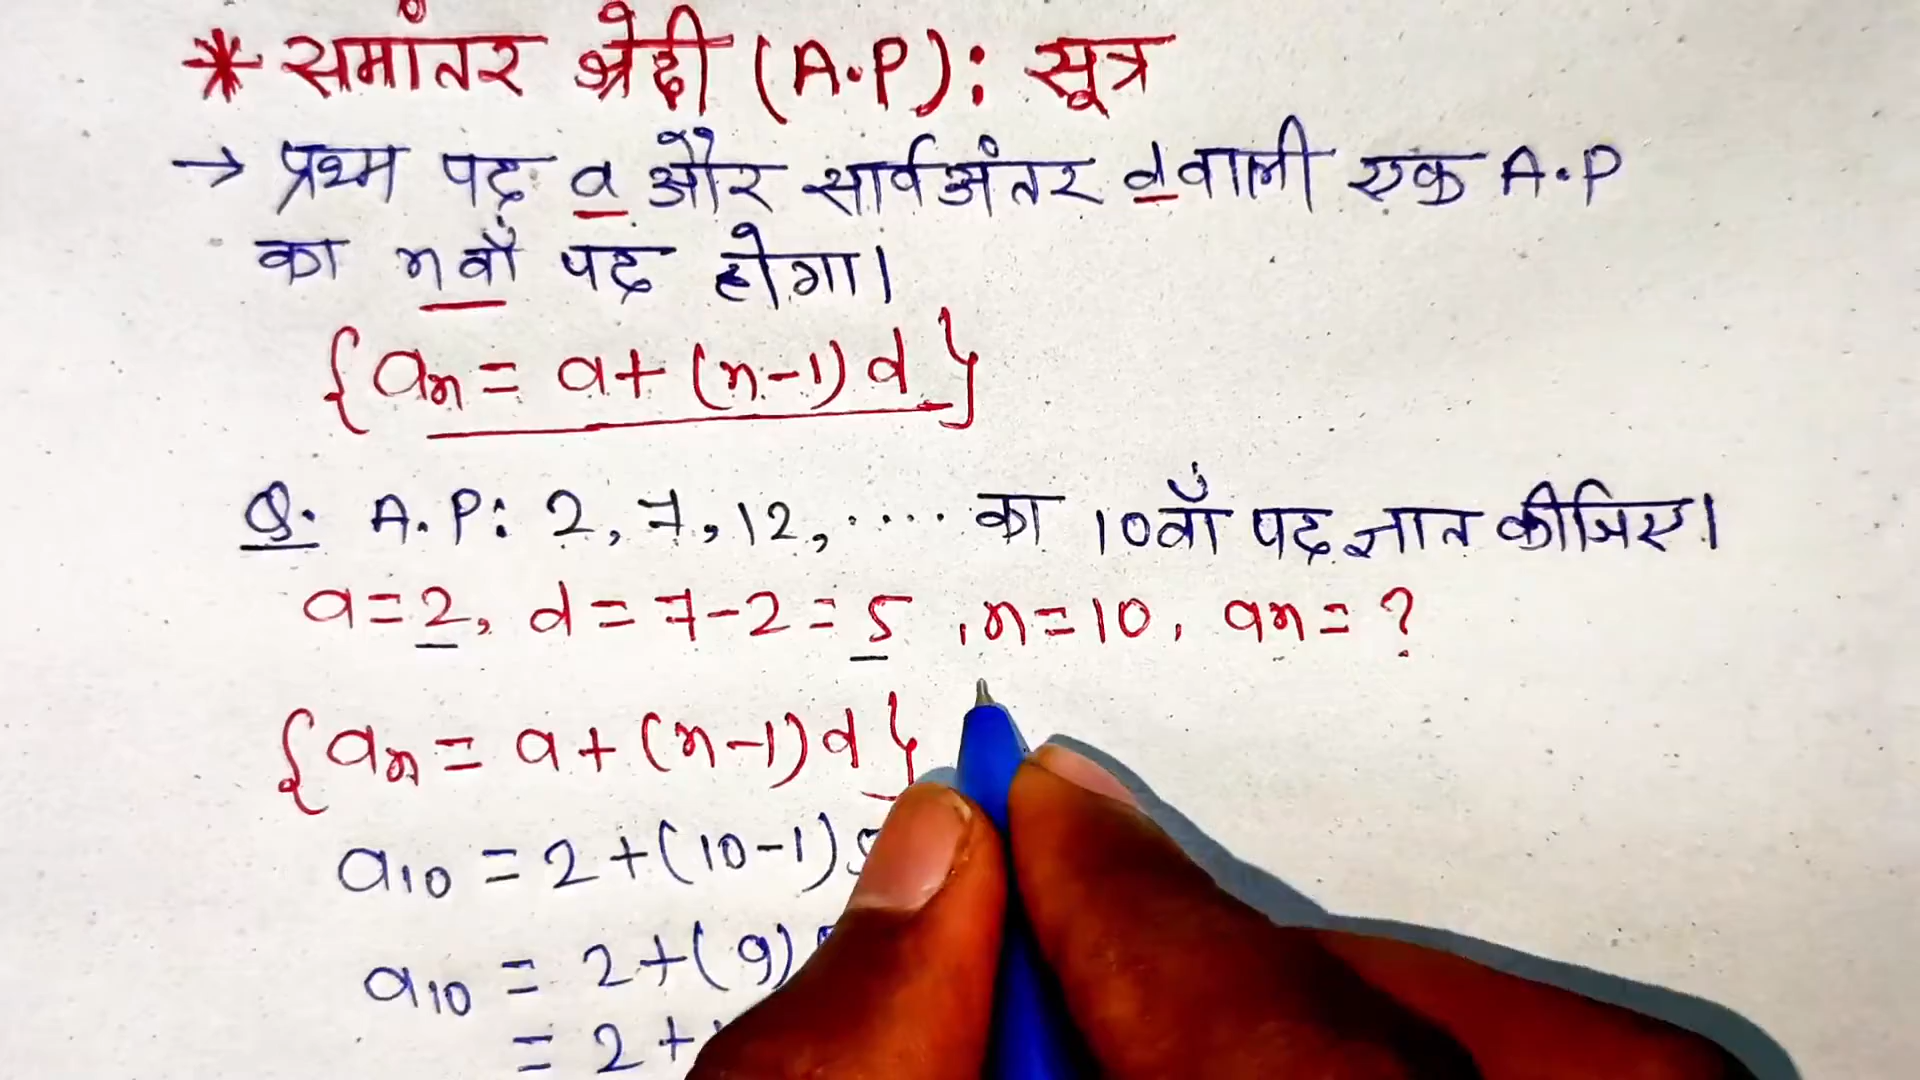 * समांतर श्रेढी (A.P): सूत्र
→ प्रथम पद a और सार्वअंतर d वाली एक A.P
का nवाँ पद होगा।
{an = a + (n-1) d}
Q. A.P: 2, 7, 12, ..... का 10वाँ पद ज्ञात कीजिए।
a = 2, d = 7 - 2 = 5, n = 10, an = ?
{an = a + (n-1) d}
a10 = 2 + (10-1) 5
a10 = 2 + (9)
= 2 +